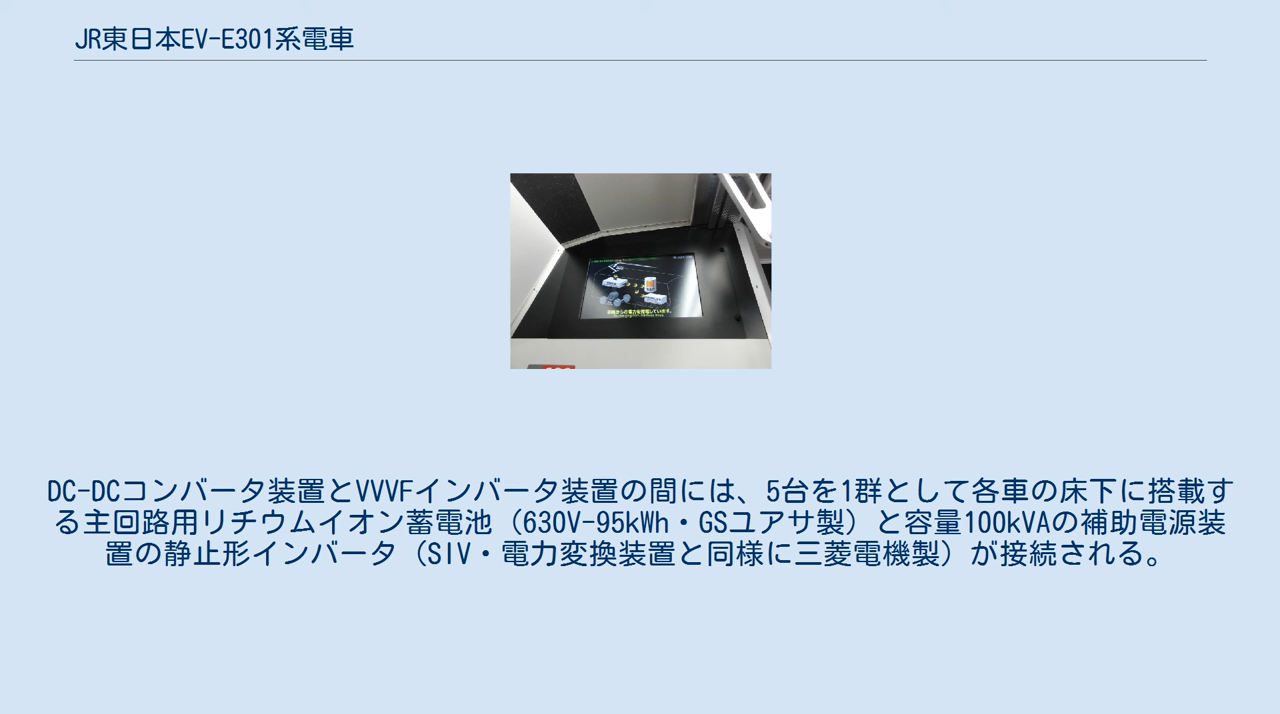 JR東日本EV-E301系電車
DC-DCコンバータ装置とVVVFインバータ装置の間には、5台を1群として各車の床下に搭載す
る主回路用リチウムイオン蓄電池（630V-95kWh・GSユアサ製）と容量100kVAの補助電源装
置の静止形インバータ（SIV・電力変換装置と同様に三菱電機製）が接続される。